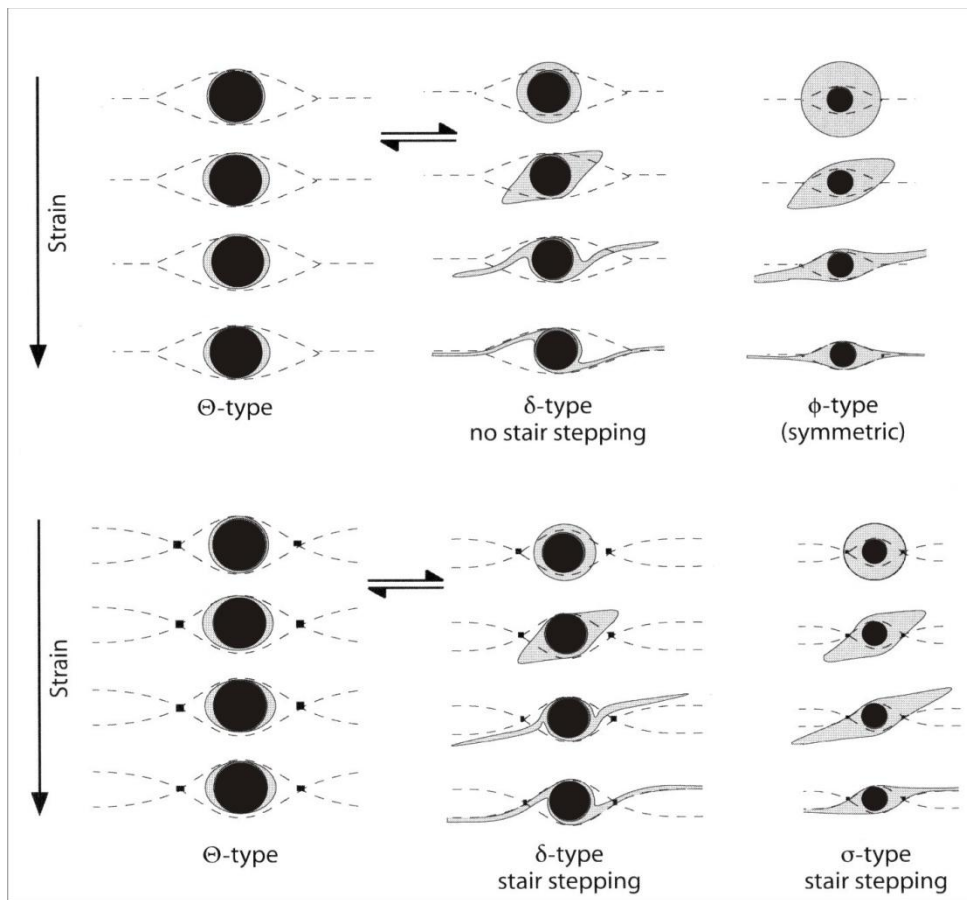 Strain
Θ-type
δ-type
no stair stepping
ϕ-type
(symmetric)
Strain
Θ-type
δ-type
stair stepping
σ-type
stair stepping